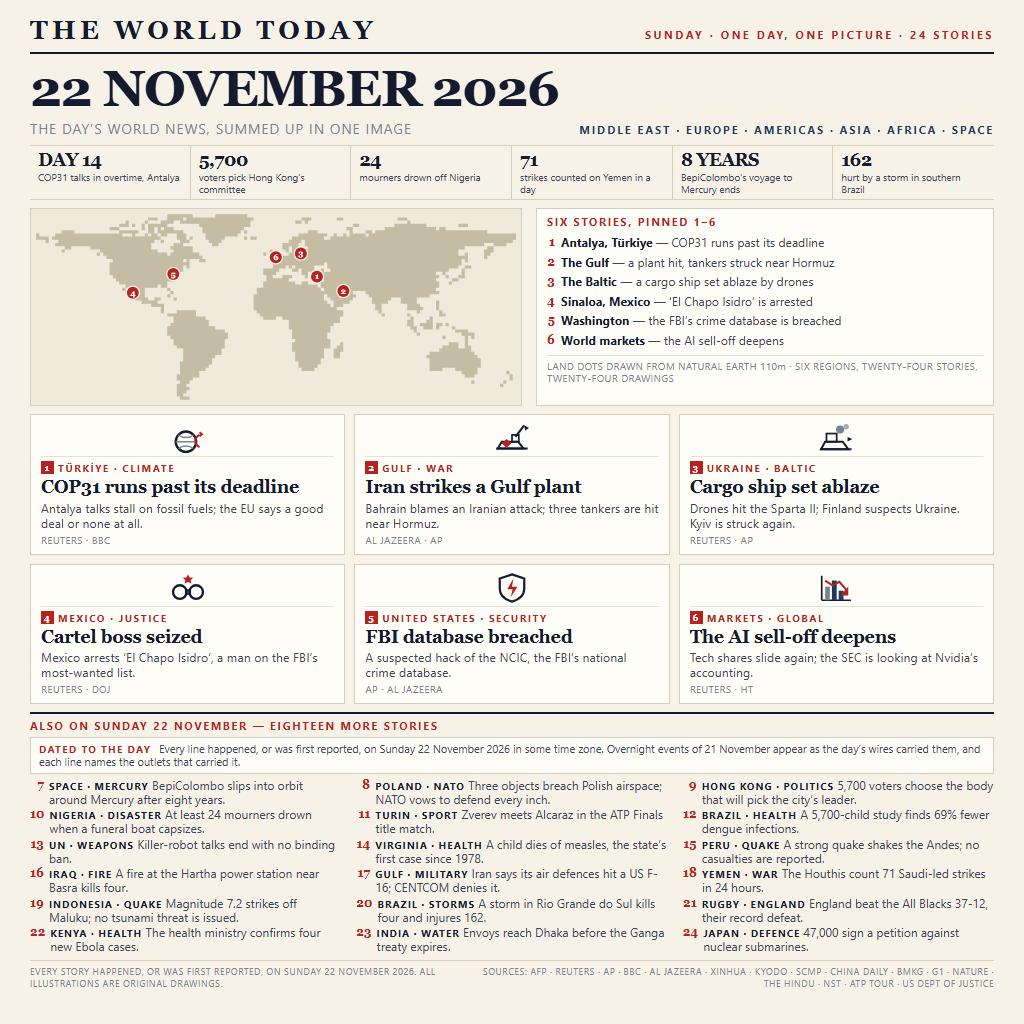 THE WORLD TODAY
SUNDAY · ONE DAY, ONE PICTURE · 24 STORIES
22 NOVEMBER 2026
THE DAY'S WORLD NEWS, SUMMED UP IN ONE IMAGE
MIDDLE EAST · EUROPE · AMERICAS · ASIA · AFRICA · SPACE
DAY 14
COP31 talks in overtime, Antalya
5,700
voters pick Hong Kong's
committee
24
mourners drown off Nigeria
71
strikes counted on Yemen in a
day
8 YEARS
BepiColombo's voyage to
Mercury ends
162
hurt by a storm in southern
Brazil
1
2
3
4
5
6
SIX STORIES, PINNED 1–6
1 Antalya, Türkiye — COP31 runs past its deadline
2 The Gulf — a plant hit, tankers struck near Hormuz
3 The Baltic — a cargo ship set ablaze by drones
4 Sinaloa, Mexico — 'El Chapo Isidro' is arrested
5 Washington — the FBI's crime database is breached
6 World markets — the AI sell-off deepens
LAND DOTS DRAWN FROM NATURAL EARTH 110m · SIX REGIONS, TWENTY-FOUR STORIES,
TWENTY-FOUR DRAWINGS
1 TÜRKİYE · CLIMATE
COP31 runs past its deadline
Antalya talks stall on fossil fuels; the EU says a good
deal or none at all.
REUTERS · BBC
2 GULF · WAR
Iran strikes a Gulf plant
Bahrain blames an Iranian attack; three tankers are hit
near Hormuz.
AL JAZEERA · AP
3 UKRAINE · BALTIC
Cargo ship set ablaze
Drones hit the Sparta II; Finland suspects Ukraine.
Kyiv is struck again.
REUTERS · AP
4 MEXICO · JUSTICE
Cartel boss seized
Mexico arrests 'El Chapo Isidro', a man on the FBI's
most-wanted list.
REUTERS · DOJ
5 UNITED STATES · SECURITY
FBI database breached
A suspected hack of the NCIC, the FBI's national
crime database.
AP · AL JAZEERA
6 MARKETS · GLOBAL
The AI sell-off deepens
Tech shares slide again; the SEC is looking at Nvidia's
accounting.
REUTERS · HT
ALSO ON SUNDAY 22 NOVEMBER — EIGHTEEN MORE STORIES
DATED TO THE DAY Every line happened, or was first reported, on Sunday 22 November 2026 in some time zone. Overnight events of 21 November appear as the day's wires carried them, and
each line names the outlets that carried it.
7 SPACE · MERCURY BepiColombo slips into orbit
around Mercury after eight years.
8 POLAND · NATO Three objects breach Polish airspace;
NATO vows to defend every inch.
9 HONG KONG · POLITICS 5,700 voters choose the body
that will pick the city's leader.
10 NIGERIA · DISASTER At least 24 mourners drown
when a funeral boat capsizes.
11 TURIN · SPORT Zverev meets Alcaraz in the ATP Finals
title match.
12 BRAZIL · HEALTH A 5,700-child study finds 69% fewer
dengue infections.
13 UN · WEAPONS Killer-robot talks end with no binding
ban.
14 VIRGINIA · HEALTH A child dies of measles, the state's
first case since 1978.
15 PERU · QUAKE A strong quake shakes the Andes; no
casualties are reported.
16 IRAQ · FIRE A fire at the Hartha power station near
Basra kills four.
17 GULF · MILITARY Iran says its air defences hit a US F-
16; CENTCOM denies it.
18 YEMEN · WAR The Houthis count 71 Saudi-led strikes
in 24 hours.
19 INDONESIA · QUAKE Magnitude 7.2 strikes off
Maluku; no tsunami threat is issued.
20 BRAZIL · STORMS A storm in Rio Grande do Sul kills
four and injures 162.
21 RUGBY · ENGLAND England beat the All Blacks 37-12,
their record defeat.
22 KENYA · HEALTH The health ministry confirms four
new Ebola cases.
23 INDIA · WATER Envoys reach Dhaka before the Ganga
treaty expires.
24 JAPAN · DEFENCE 47,000 sign a petition against
nuclear submarines.
EVERY STORY HAPPENED, OR WAS FIRST REPORTED, ON SUNDAY 22 NOVEMBER 2026. ALL
ILLUSTRATIONS ARE ORIGINAL DRAWINGS.
SOURCES: AFP · REUTERS · AP · BBC · AL JAZEERA · XINHUA · KYODO · SCMP · CHINA DAILY · BMKG · G1 · NATURE ·
THE HINDU · NST · ATP TOUR · US DEPT OF JUSTICE